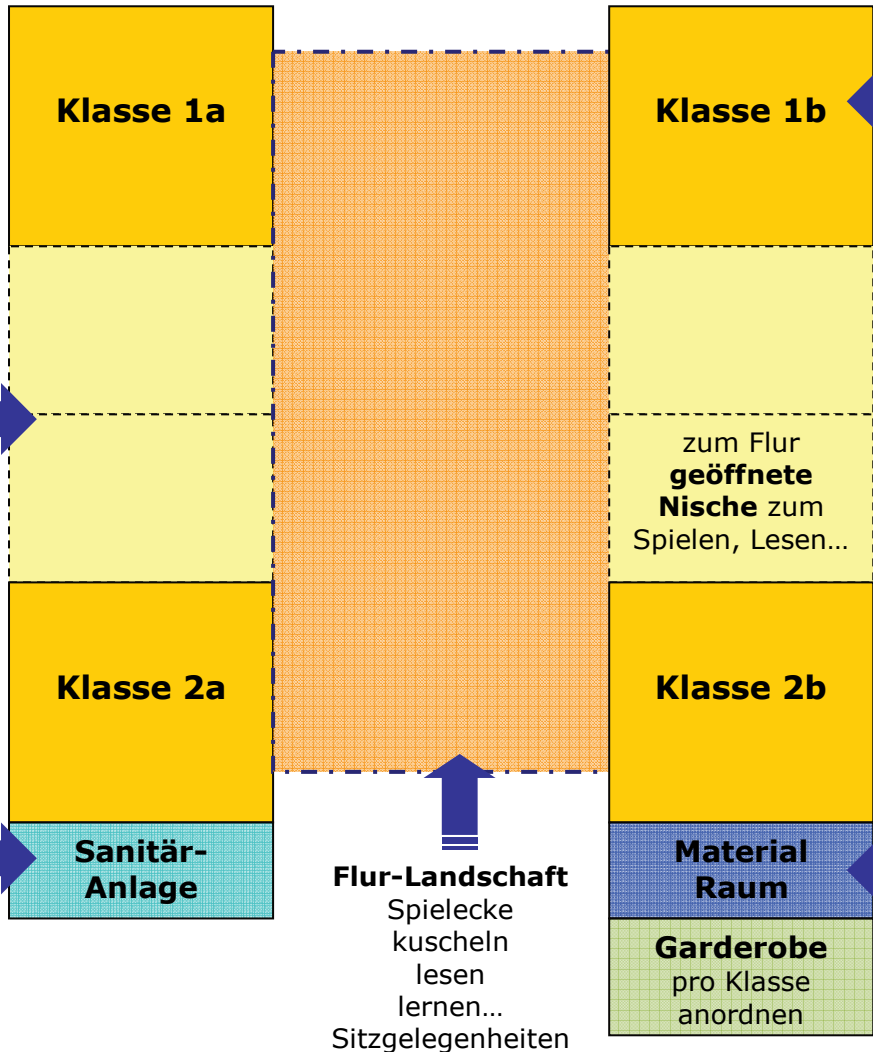 Klasse 1a
Klasse 1b
zum Flur
geöffnete
Nische zum
Spielen, Lesen…
Klasse 2a
Klasse 2b
Sanitär-
Anlage
Material
Raum
Flur-Landschaft
Spielecke
kuscheln
lesen
lernen…
Sitzgelegenheiten
Garderobe
pro Klasse
anordnen